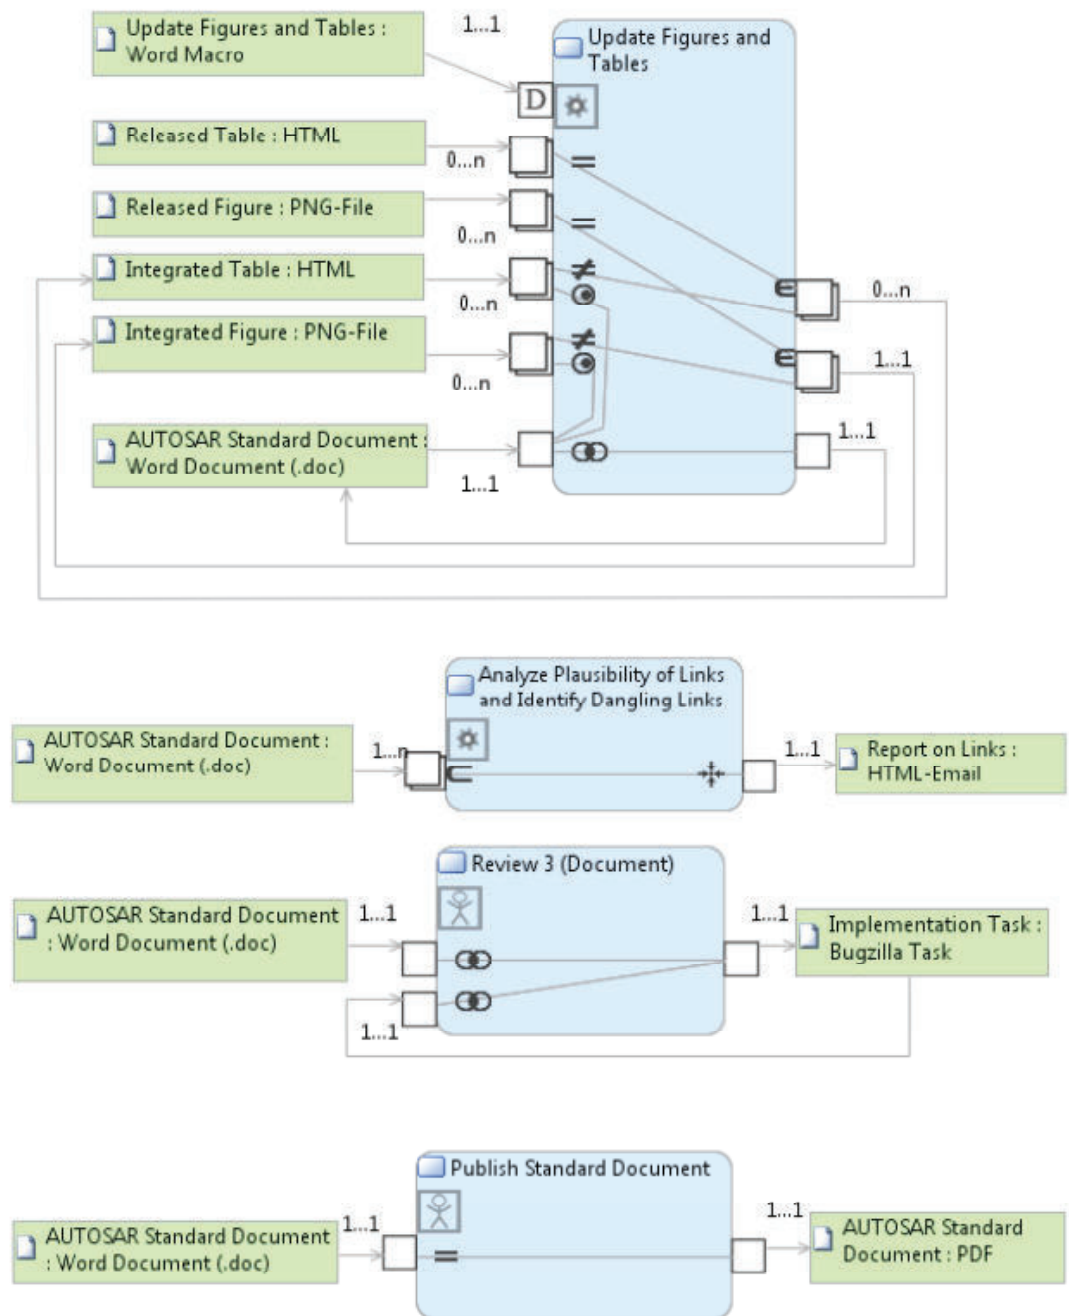 Update Figures and Tables :
Word Macro
1...1
Update Figures and
Tables
D
Released Table : HTML
0...n
=
Released Figure : PNG-File
0...n
=
Integrated Table : HTML
0...n
≠
0...n
Integrated Figure : PNG-File
0...n
≠
1...1
AUTOSAR Standard Document :
Word Document (.doc)
1...1
1...1
Analyze Plausibility of Links
and Identify Dangling Links
AUTOSAR Standard Document :
Word Document (.doc)
1...n
1...1
Report on Links :
HTML-Email
Review 3 (Document)
AUTOSAR Standard Document
: Word Document (.doc)
1...1
1...1
1...1
Implementation Task :
Bugzilla Task
Publish Standard Document
AUTOSAR Standard Document
: Word Document (.doc)
1...1
=
1...1
AUTOSAR Standard
Document : PDF